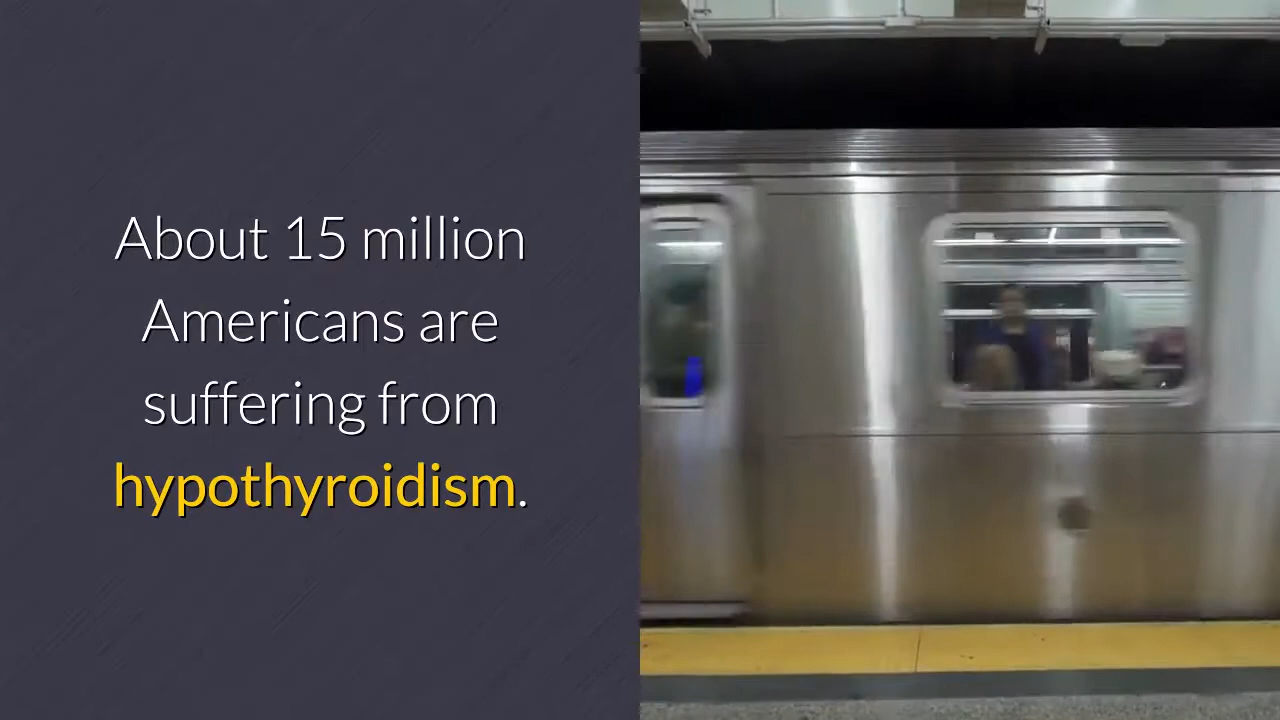 About 15 million
Americans are
suffering from
hypothyroidism.